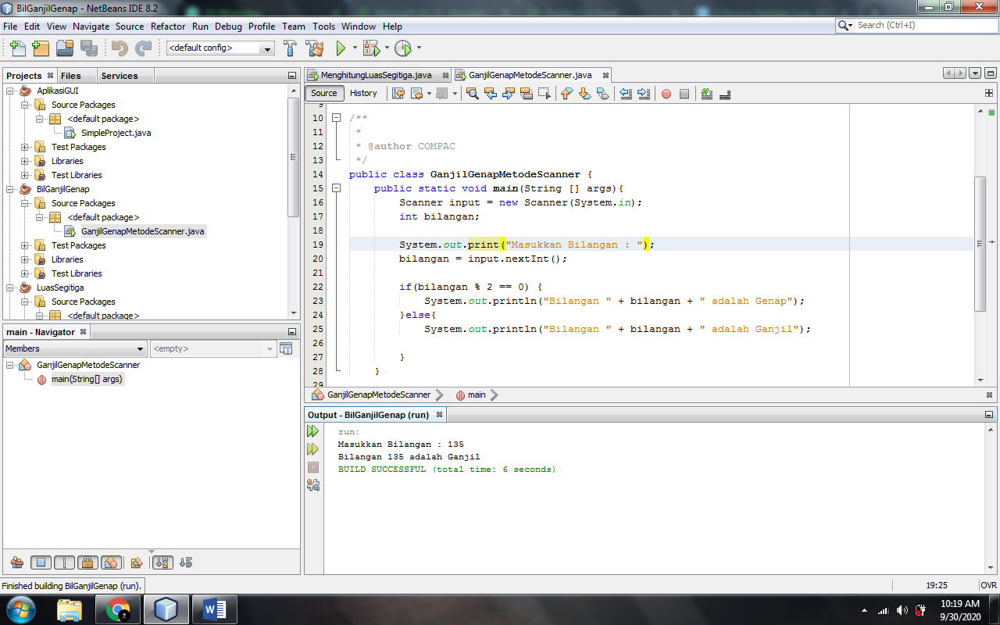 BilGanjilGenap - NetBeans IDE 8.2
File Edit View Navigate Source Refactor Run Debug Profile Team Tools Window Help
Search (Ctrl+I)
<default config>
Projects Files Services
AplikasiGUI
Source Packages
<default package>
SimpleProject.java
Test Packages
Libraries
Test Libraries
BilGanjilGenap
Source Packages
<default package>
GanjilGenapMetodeScanner.java
Test Packages
Libraries
Test Libraries
LuasSegitiga
Source Packages
<default package>
main - Navigator
Members <empty>
GanjilGenapMetodeScanner
main(String[] args)
MenghitungLuasSegitiga.java GanjilGenapMetodeScanner.java
Source History
9
10 /**
11 *
12 * @author COMPAC
13 */
14 public class GanjilGenapMetodeScanner {
15 public static void main(String [] args){
16 Scanner input = new Scanner(System.in);
17 int bilangan;
18
19 System.out.print("Masukkan Bilangan : ");
20 bilangan = input.nextInt();
21
22 if(bilangan % 2 == 0) {
23 System.out.println("Bilangan " + bilangan + " adalah Genap");
24 }else{
25 System.out.println("Bilangan " + bilangan + " adalah Ganjil");
26
27 }
28 }
29
GanjilGenapMetodeScanner main
Output - BilGanjilGenap (run)
run:
Masukkan Bilangan : 135
Bilangan 135 adalah Ganjil
BUILD SUCCESSFUL (total time: 6 seconds)
Finished building BilGanjilGenap (run).
19:25 OVR
10:19 AM
9/30/2020